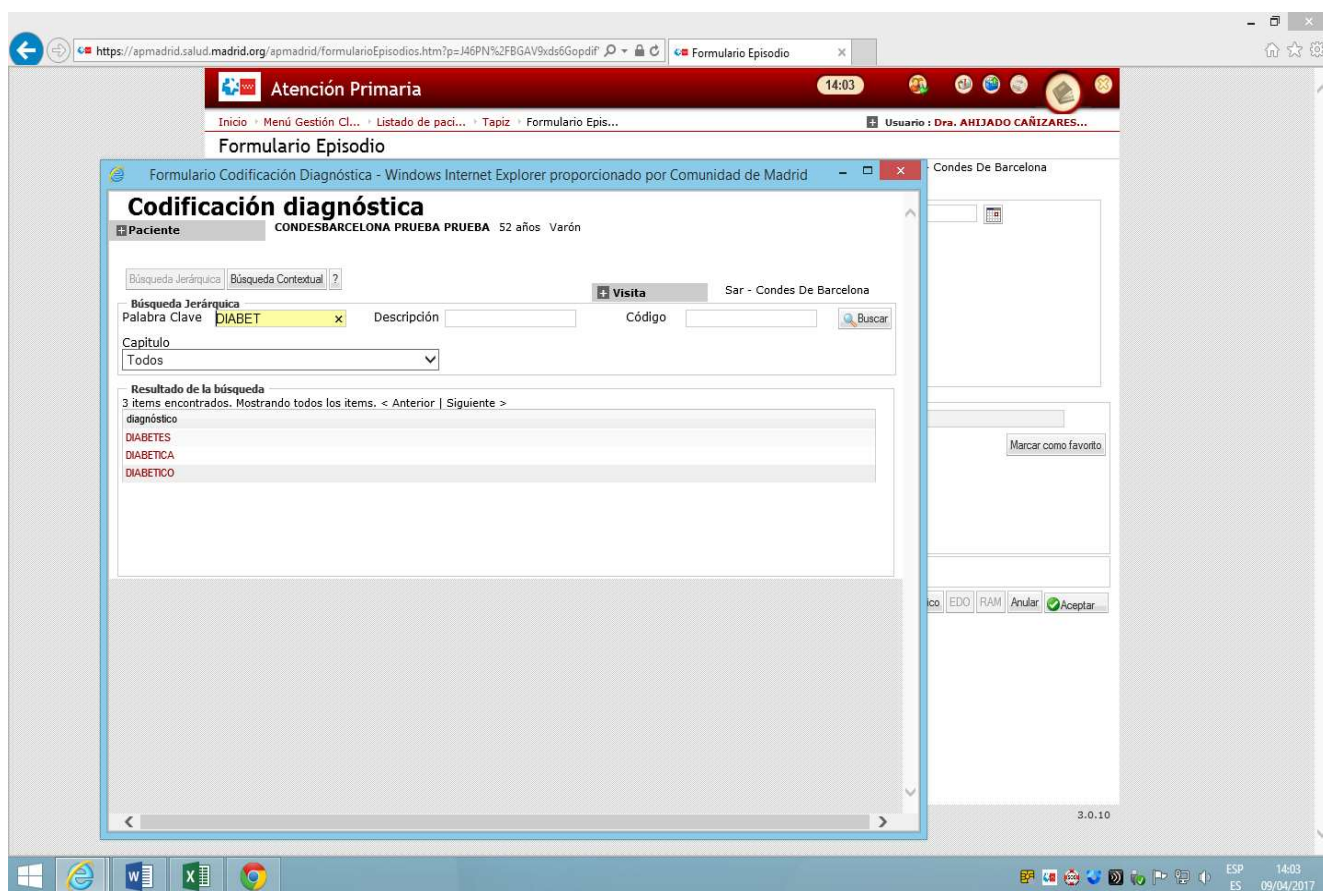 https://apmadrid.salud.madrid.org/apmadrid/formularioEpisodios.htm?p=J46PN%2FBGAV9xds6Gopdif
Formulario Episodio
Atención Primaria
14:03
Inicio Menú Gestión Cl... Listado de paci... Tapiz Formulario Epis...
Usuario : Dra. AHIJADO CAÑIZARES...
Formulario Episodio
Condes De Barcelona
Formulario Codificación Diagnóstica - Windows Internet Explorer proporcionado por Comunidad de Madrid
Codificación diagnóstica
Paciente CONDESBARCELONA PRUEBA PRUEBA 52 años Varón
Búsqueda Jerárquica Búsqueda Contextual ?
Visita Sar - Condes De Barcelona
Búsqueda Jerárquica
Palabra Clave DIABET x Descripción Código Buscar
Capitulo
Todos
Resultado de la búsqueda
3 items encontrados. Mostrando todos los items. < Anterior | Siguiente >
diagnóstico
DIABETES
DIABETICA
DIABETICO
Marcar como favorito
ico EDO RAM Anular Aceptar
3.0.10
ESP 14:03
ES 09/04/2017